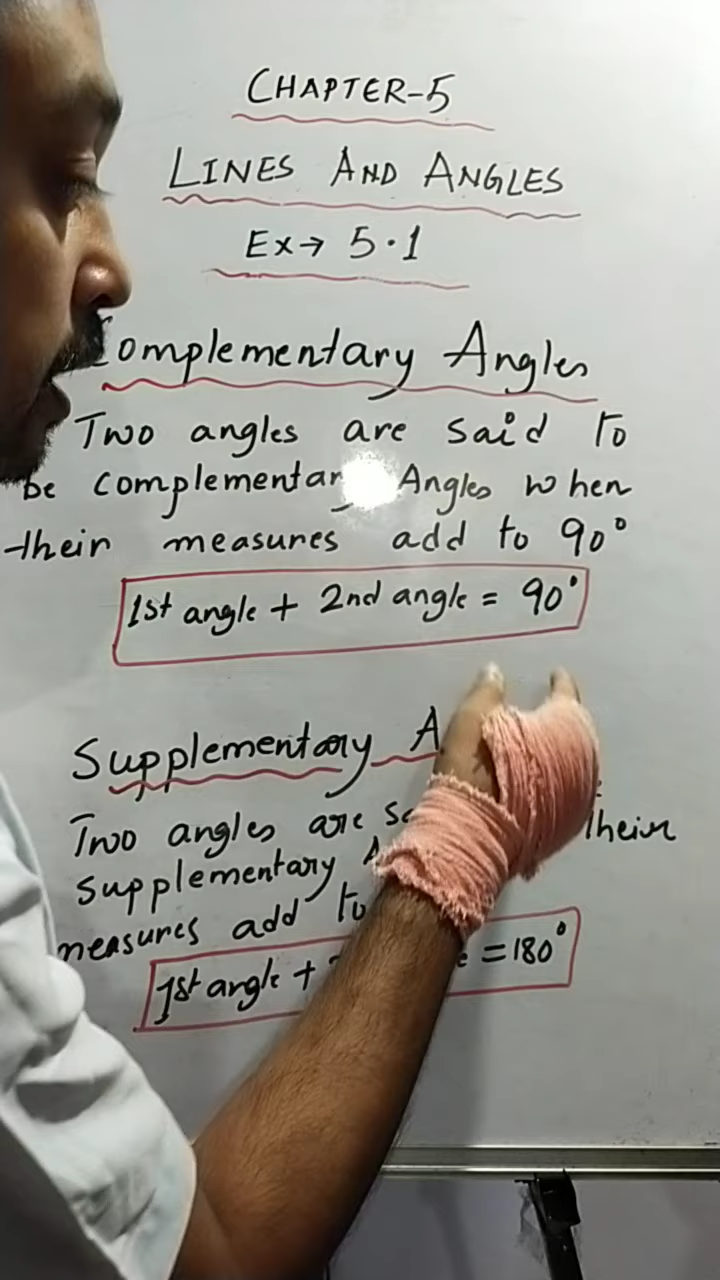 CHAPTER-5
LINES AND ANGLES
Ex→ 5.1
Complementary Angles
Two angles are said to
be complementary Angles when
their measures add to 90°
1st angle + 2nd angle = 90°
Supplementary A
Two angles are their
supplementary
measures add to
1st angle + = 180°